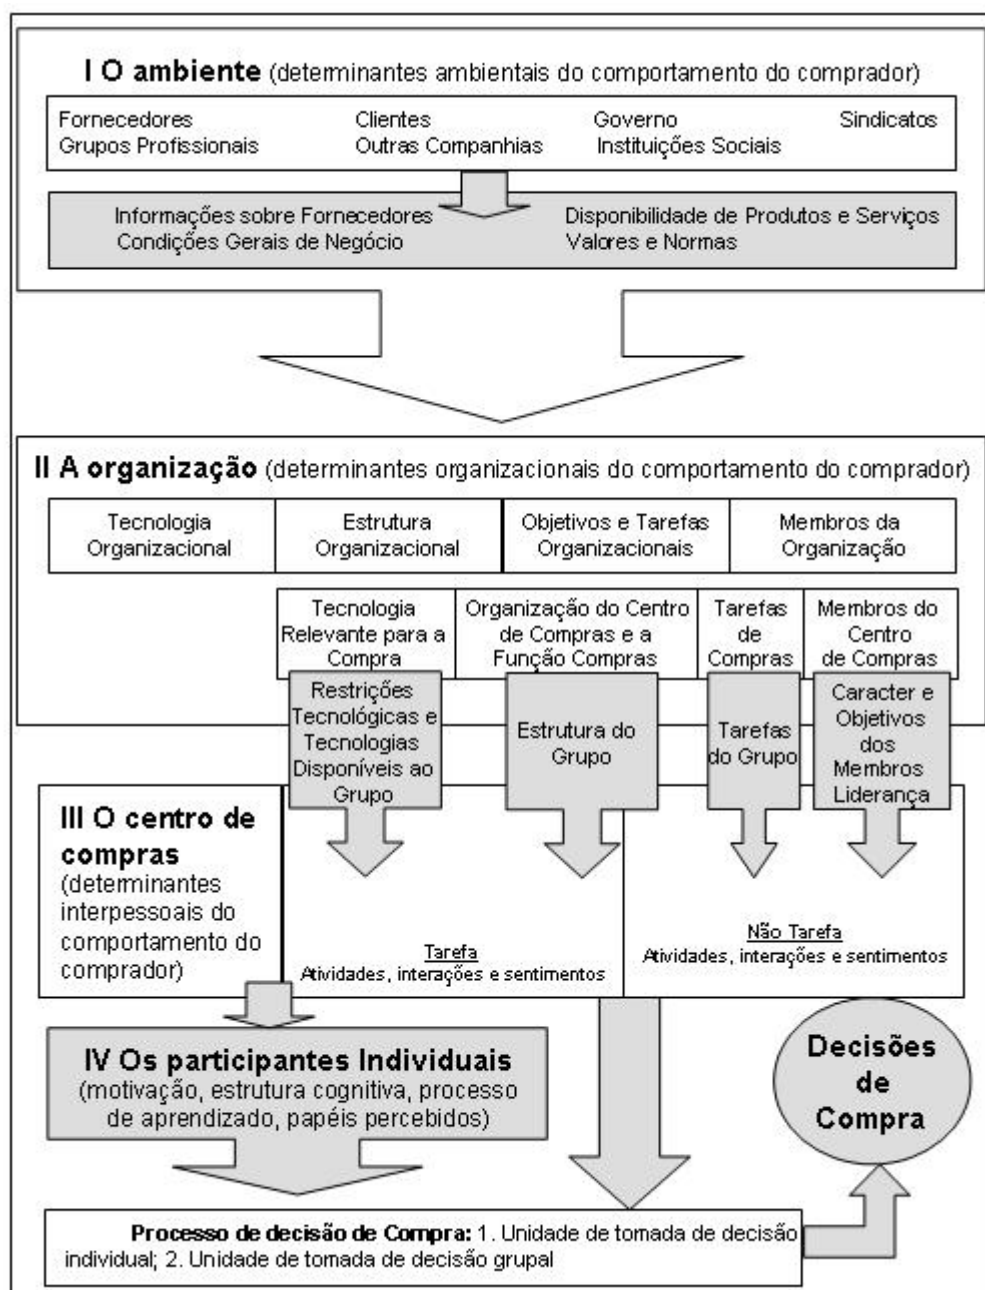 I O ambiente (determinantes ambientais do comportamento do comprador)
Fornecedores Clientes Governo Sindicatos
Grupos Profissionais Outras Companhias Instituições Sociais
Informações sobre Fornecedores Disponibilidade de Produtos e Serviços
Condições Gerais de Negócio Valores e Normas
II A organização (determinantes organizacionais do comportamento do comprador)
Tecnologia
Organizacional
Estrutura
Organizacional
Objetivos e Tarefas
Organizacionais
Membros da
Organização
Tecnologia
Relevante para a
Compra
Organização do Centro
de Compras e a
Função Compras
Tarefas
de
Compras
Membros do
Centro
de Compras
Restrições
Tecnológicas e
Tecnologias
Disponíveis ao
Grupo
Estrutura do
Grupo
Tarefas
do Grupo
Caracter e
Objetivos
dos
Membros
Liderança
III O centro de
compras
(determinantes
interpessoais do
comportamento do
comprador)
Tarefa
Atividades, interações e sentimentos
Não Tarefa
Atividades, interações e sentimentos
IV Os participantes Individuais
(motivação, estrutura cognitiva, processo
de aprendizado, papéis percebidos)
Decisões
de
Compra
Processo de decisão de Compra: 1. Unidade de tomada de decisão
individual; 2. Unidade de tomada de decisão grupal